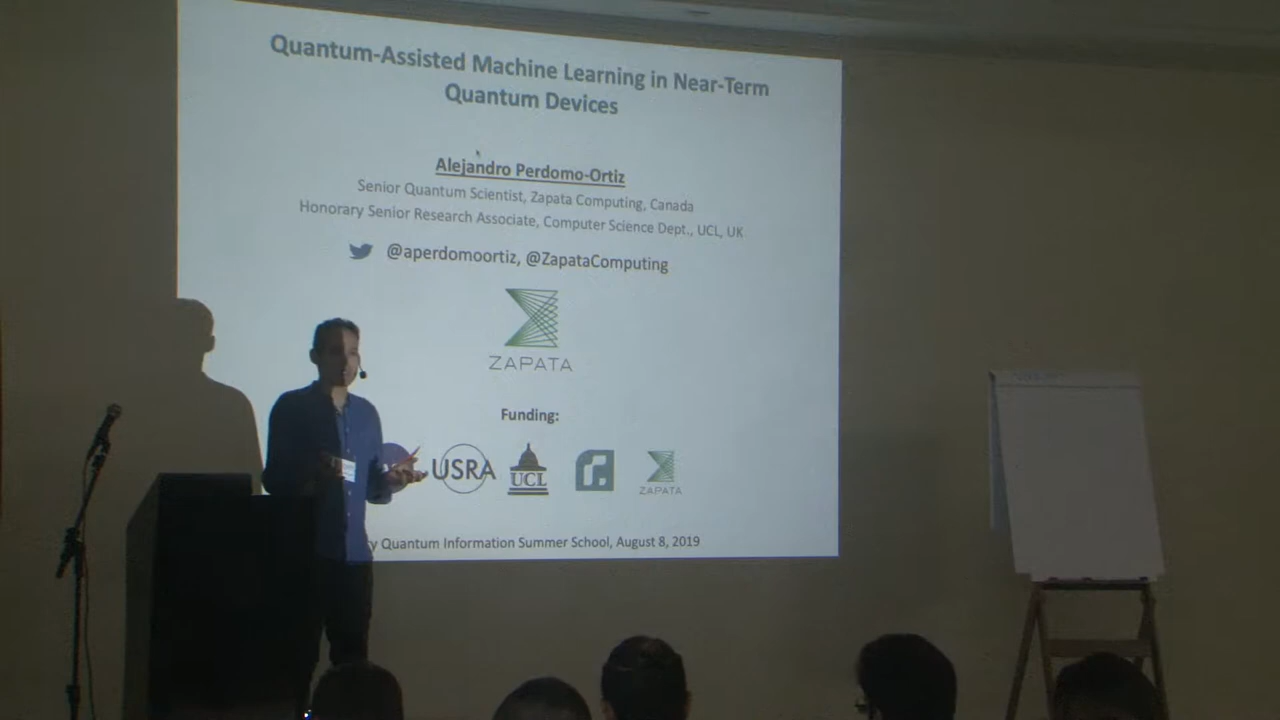 Quantum-Assisted Machine Learning in Near-Term
Quantum Devices
Alejandro Perdomo-Ortiz
Senior Quantum Scientist, Zapata Computing, Canada
Honorary Senior Research Associate, Computer Science Dept., UCL, UK
@aperdomoortiz, @ZapataComputing
ZAPATA
Funding:
USRA
UCL
ZAPATA
y Quantum Information Summer School, August 8, 2019